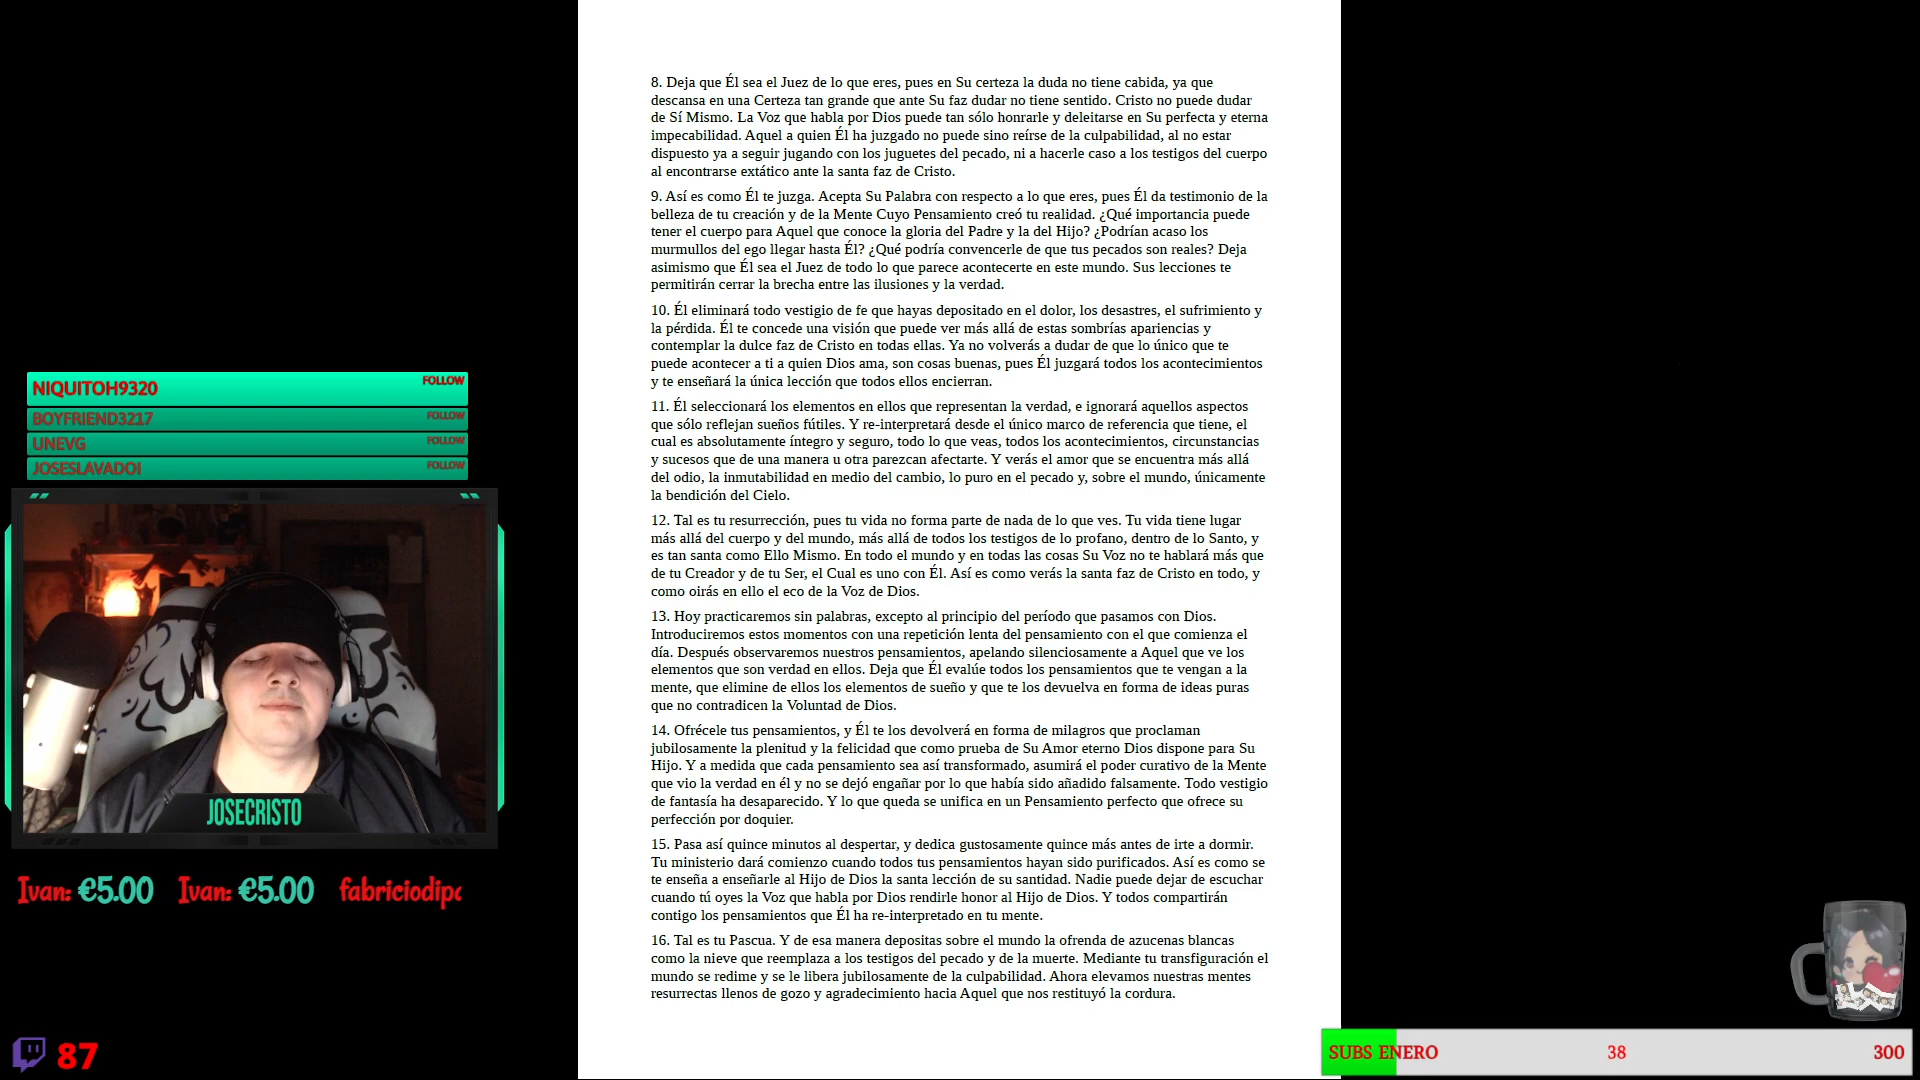 8. Deja que Él sea el Juez de lo que eres, pues en Su certeza la duda no tiene cabida, ya que
descansa en una Certeza tan grande que ante Su faz dudar no tiene sentido. Cristo no puede dudar
de Sí Mismo. La Voz que habla por Dios puede tan sólo honrarle y deleitarse en Su perfecta y eterna
impecabilidad. Aquel a quien Él ha juzgado no puede sino reírse de la culpabilidad, al no estar
dispuesto ya a seguir jugando con los juguetes del pecado, ni a hacerle caso a los testigos del cuerpo
al encontrarse extático ante la santa faz de Cristo.
9. Así es como Él te juzga. Acepta Su Palabra con respecto a lo que eres, pues Él da testimonio de la
belleza de tu creación y de la Mente Cuyo Pensamiento creó tu realidad. ¿Qué importancia puede
tener el cuerpo para Aquel que conoce la gloria del Padre y la del Hijo? ¿Podrían acaso los
murmullos del ego llegar hasta Él? ¿Qué podría convencerle de que tus pecados son reales? Deja
asimismo que Él sea el Juez de todo lo que parece acontecerte en este mundo. Sus lecciones te
permitirán cerrar la brecha entre las ilusiones y la verdad.
10. Él eliminará todo vestigio de fe que hayas depositado en el dolor, los desastres, el sufrimiento y
la pérdida. Él te concede una visión que puede ver más allá de estas sombrías apariencias y
contemplar la dulce faz de Cristo en todas ellas. Ya no volverás a dudar de que lo único que te
puede acontecer a ti a quien Dios ama, son cosas buenas, pues Él juzgará todos los acontecimientos
y te enseñará la única lección que todos ellos encierran.
11. Él seleccionará los elementos en ellos que representan la verdad, e ignorará aquellos aspectos
que sólo reflejan sueños fútiles. Y re-interpretará desde el único marco de referencia que tiene, el
cual es absolutamente íntegro y seguro, todo lo que veas, todos los acontecimientos, circunstancias
y sucesos que de una manera u otra parezcan afectarte. Y verás el amor que se encuentra más allá
del odio, la inmutabilidad en medio del cambio, lo puro en el pecado y, sobre el mundo, únicamente
la bendición del Cielo.
12. Tal es tu resurrección, pues tu vida no forma parte de nada de lo que ves. Tu vida tiene lugar
más allá del cuerpo y del mundo, más allá de todos los testigos de lo profano, dentro de lo Santo, y
es tan santa como Ello Mismo. En todo el mundo y en todas las cosas Su Voz no te hablará más que
de tu Creador y de tu Ser, el Cual es uno con Él. Así es como verás la santa faz de Cristo en todo, y
como oirás en ello el eco de la Voz de Dios.
13. Hoy practicaremos sin palabras, excepto al principio del período que pasamos con Dios.
Introduciremos estos momentos con una repetición lenta del pensamiento con el que comienza el
día. Después observaremos nuestros pensamientos, apelando silenciosamente a Aquel que ve los
elementos que son verdad en ellos. Deja que Él evalúe todos los pensamientos que te vengan a la
mente, que elimine de ellos los elementos de sueño y que te los devuelva en forma de ideas puras
que no contradicen la Voluntad de Dios.
14. Ofrécele tus pensamientos, y Él te los devolverá en forma de milagros que proclaman
jubilosamente la plenitud y la felicidad que como prueba de Su Amor eterno Dios dispone para Su
Hijo. Y a medida que cada pensamiento sea así transformado, asumirá el poder curativo de la Mente
que vio la verdad en él y no se dejó engañar por lo que había sido añadido falsamente. Todo vestigio
de fantasía ha desaparecido. Y lo que queda se unifica en un Pensamiento perfecto que ofrece su
perfección por doquier.
15. Pasa así quince minutos al despertar, y dedica gustosamente quince más antes de irte a dormir.
Tu ministerio dará comienzo cuando todos tus pensamientos hayan sido purificados. Así es como se
te enseña a enseñarle al Hijo de Dios la santa lección de su santidad. Nadie puede dejar de escuchar
cuando tú oyes la Voz que habla por Dios rendirle honor al Hijo de Dios. Y todos compartirán
contigo los pensamientos que Él ha re-interpretado en tu mente.
16. Tal es tu Pascua. Y de esa manera depositas sobre el mundo la ofrenda de azucenas blancas
como la nieve que reemplaza a los testigos del pecado y de la muerte. Mediante tu transfiguración el
mundo se redime y se le libera jubilosamente de la culpabilidad. Ahora elevamos nuestras mentes
resurrectas llenos de gozo y agradecimiento hacia Aquel que nos restituyó la cordura.
NIQUITOH9320 FOLLOW
BOYFRIEND3217 FOLLOW
UNEVG FOLLOW
JOSESLAVADOI FOLLOW
JOSECRISTO
Ivan: €5.00 Ivan: €5.00 fabriciodipc
87
SUBS ENERO 38 300